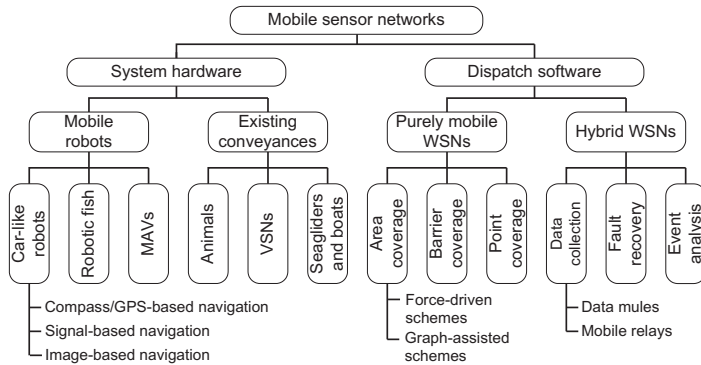 Mobile sensor networks
System hardware
Dispatch software
Mobile
robots
Existing
conveyances
Purely mobile
WSNs
Hybrid WSNs
Car-like
robots
Robotic fish
MAVs
Animals
VSNs
Seagliders
and boats
Area
coverage
Barrier
coverage
Point
coverage
Data
collection
Fault
recovery
Event
analysis
Compass/GPS-based navigation
Signal-based navigation
Image-based navigation
Force-driven
schemes
Graph-assisted
schemes
Data mules
Mobile relays